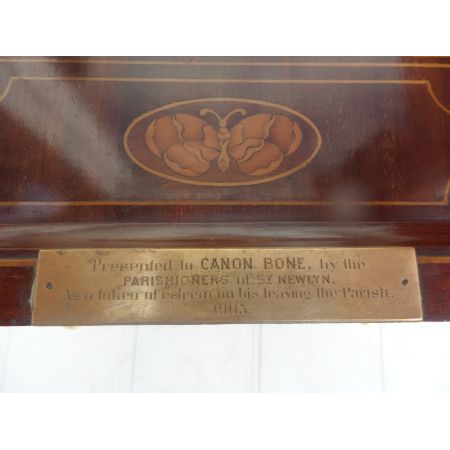 Presented to CANON BONE, by the
PARISHIONERS of ST NEWLYN.
As a token of esteem on his leaving the Parish.
1905.